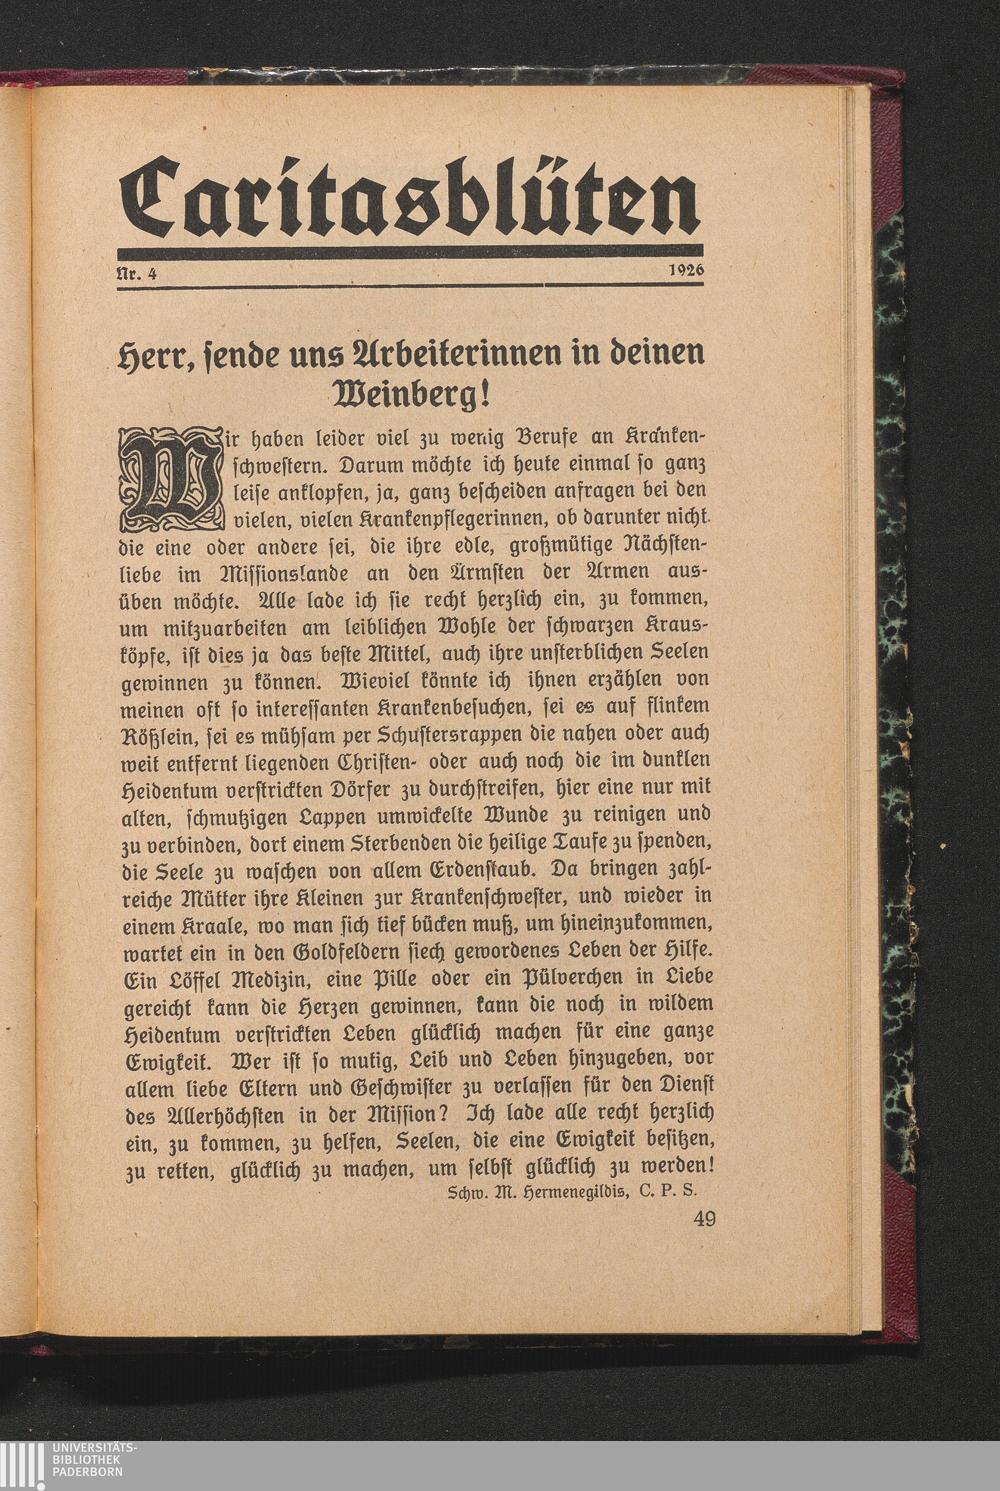 Caritasblüten
Nr. 4 1926
Herr, sende uns Arbeiterinnen in deinen
Weinberg!
Wir haben leider viel zu wenig Berufe an Kranken-
schwestern. Darum möchte ich heute einmal so ganz
leise anklopfen, ja, ganz bescheiden anfragen bei den
vielen, vielen Krankenpflegerinnen, ob darunter nicht
die eine oder andere sei, die ihre edle, großmütige Nächsten-
liebe im Missionslande an den Ärmsten der Armen aus-
üben möchte. Alle lade ich sie recht herzlich ein, zu kommen,
um mitzuarbeiten am leiblichen Wohle der schwarzen Kraus-
köpfe, ist dies ja das beste Mittel, auch ihre unsterblichen Seelen
gewinnen zu können. Wieviel könnte ich ihnen erzählen von
meinen oft so interessanten Krankenbesuchen, sei es auf flinkem
Rößlein, sei es mühsam per Schustersrappen die nahen oder auch
weit entfernt liegenden Christen- oder auch noch die im dunklen
Heidentum verstrickten Dörfer zu durchstreifen, hier eine nur mit
alten, schmutzigen Lappen umwickelte Wunde zu reinigen und
zu verbinden, dort einem Sterbenden die heilige Taufe zu spenden,
die Seele zu waschen von allem Erdenstaub. Da bringen zahl-
reiche Mütter ihre Kleinen zur Krankenschwester, und wieder in
einem Kraale, wo man sich tief bücken muß, um hineinzukommen,
wartet ein in den Goldfeldern siech gewordenes Leben der Hilfe.
Ein Löffel Medizin, eine Pille oder ein Pülverchen in Liebe
gereicht kann die Herzen gewinnen, kann die noch in wildem
Heidentum verstrickten Leben glücklich machen für eine ganze
Ewigkeit. Wer ist so mutig, Leib und Leben hinzugeben, vor
allem liebe Eltern und Geschwister zu verlassen für den Dienst
des Allerhöchsten in der Mission? Ich lade alle recht herzlich
ein, zu kommen, zu helfen, Seelen, die eine Ewigkeit besitzen,
zu retten, glücklich zu machen, um selbst glücklich zu werden!
Schw. M. Hermenegildis, C. P. S.
49
UNIVERSITÄTS-
BIBLIOTHEK
PADERBORN